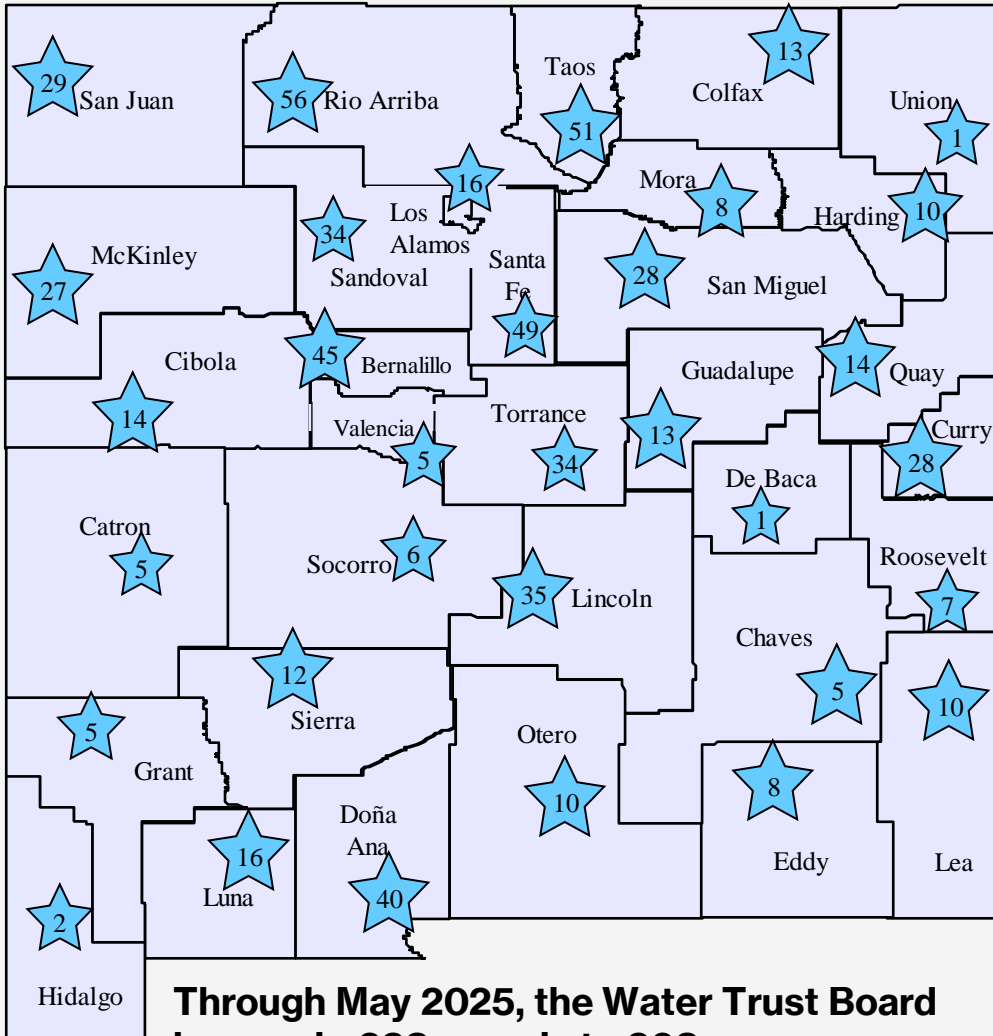 13
29
San Juan
56
Rio Arriba
Taos
51
Colfax
Union
1
16
Mora
8
Harding
10
34
Los
Alamos
Sandoval
McKinley
27
Santa
Fe
49
28
San Miguel
45
Bernalillo
Cibola
14
Guadalupe
13
14
Quay
Valencia
5
Torrance
34
Curry
28
De Baca
1
Catron
5
Socorro
6
35
Lincoln
Roosevelt
7
Chaves
5
10
12
Sierra
5
Grant
Otero
10
8
Eddy
Lea
Doña
Ana
40
16
Luna
2
Hidalgo
Through May 2025, the Water Trust Board